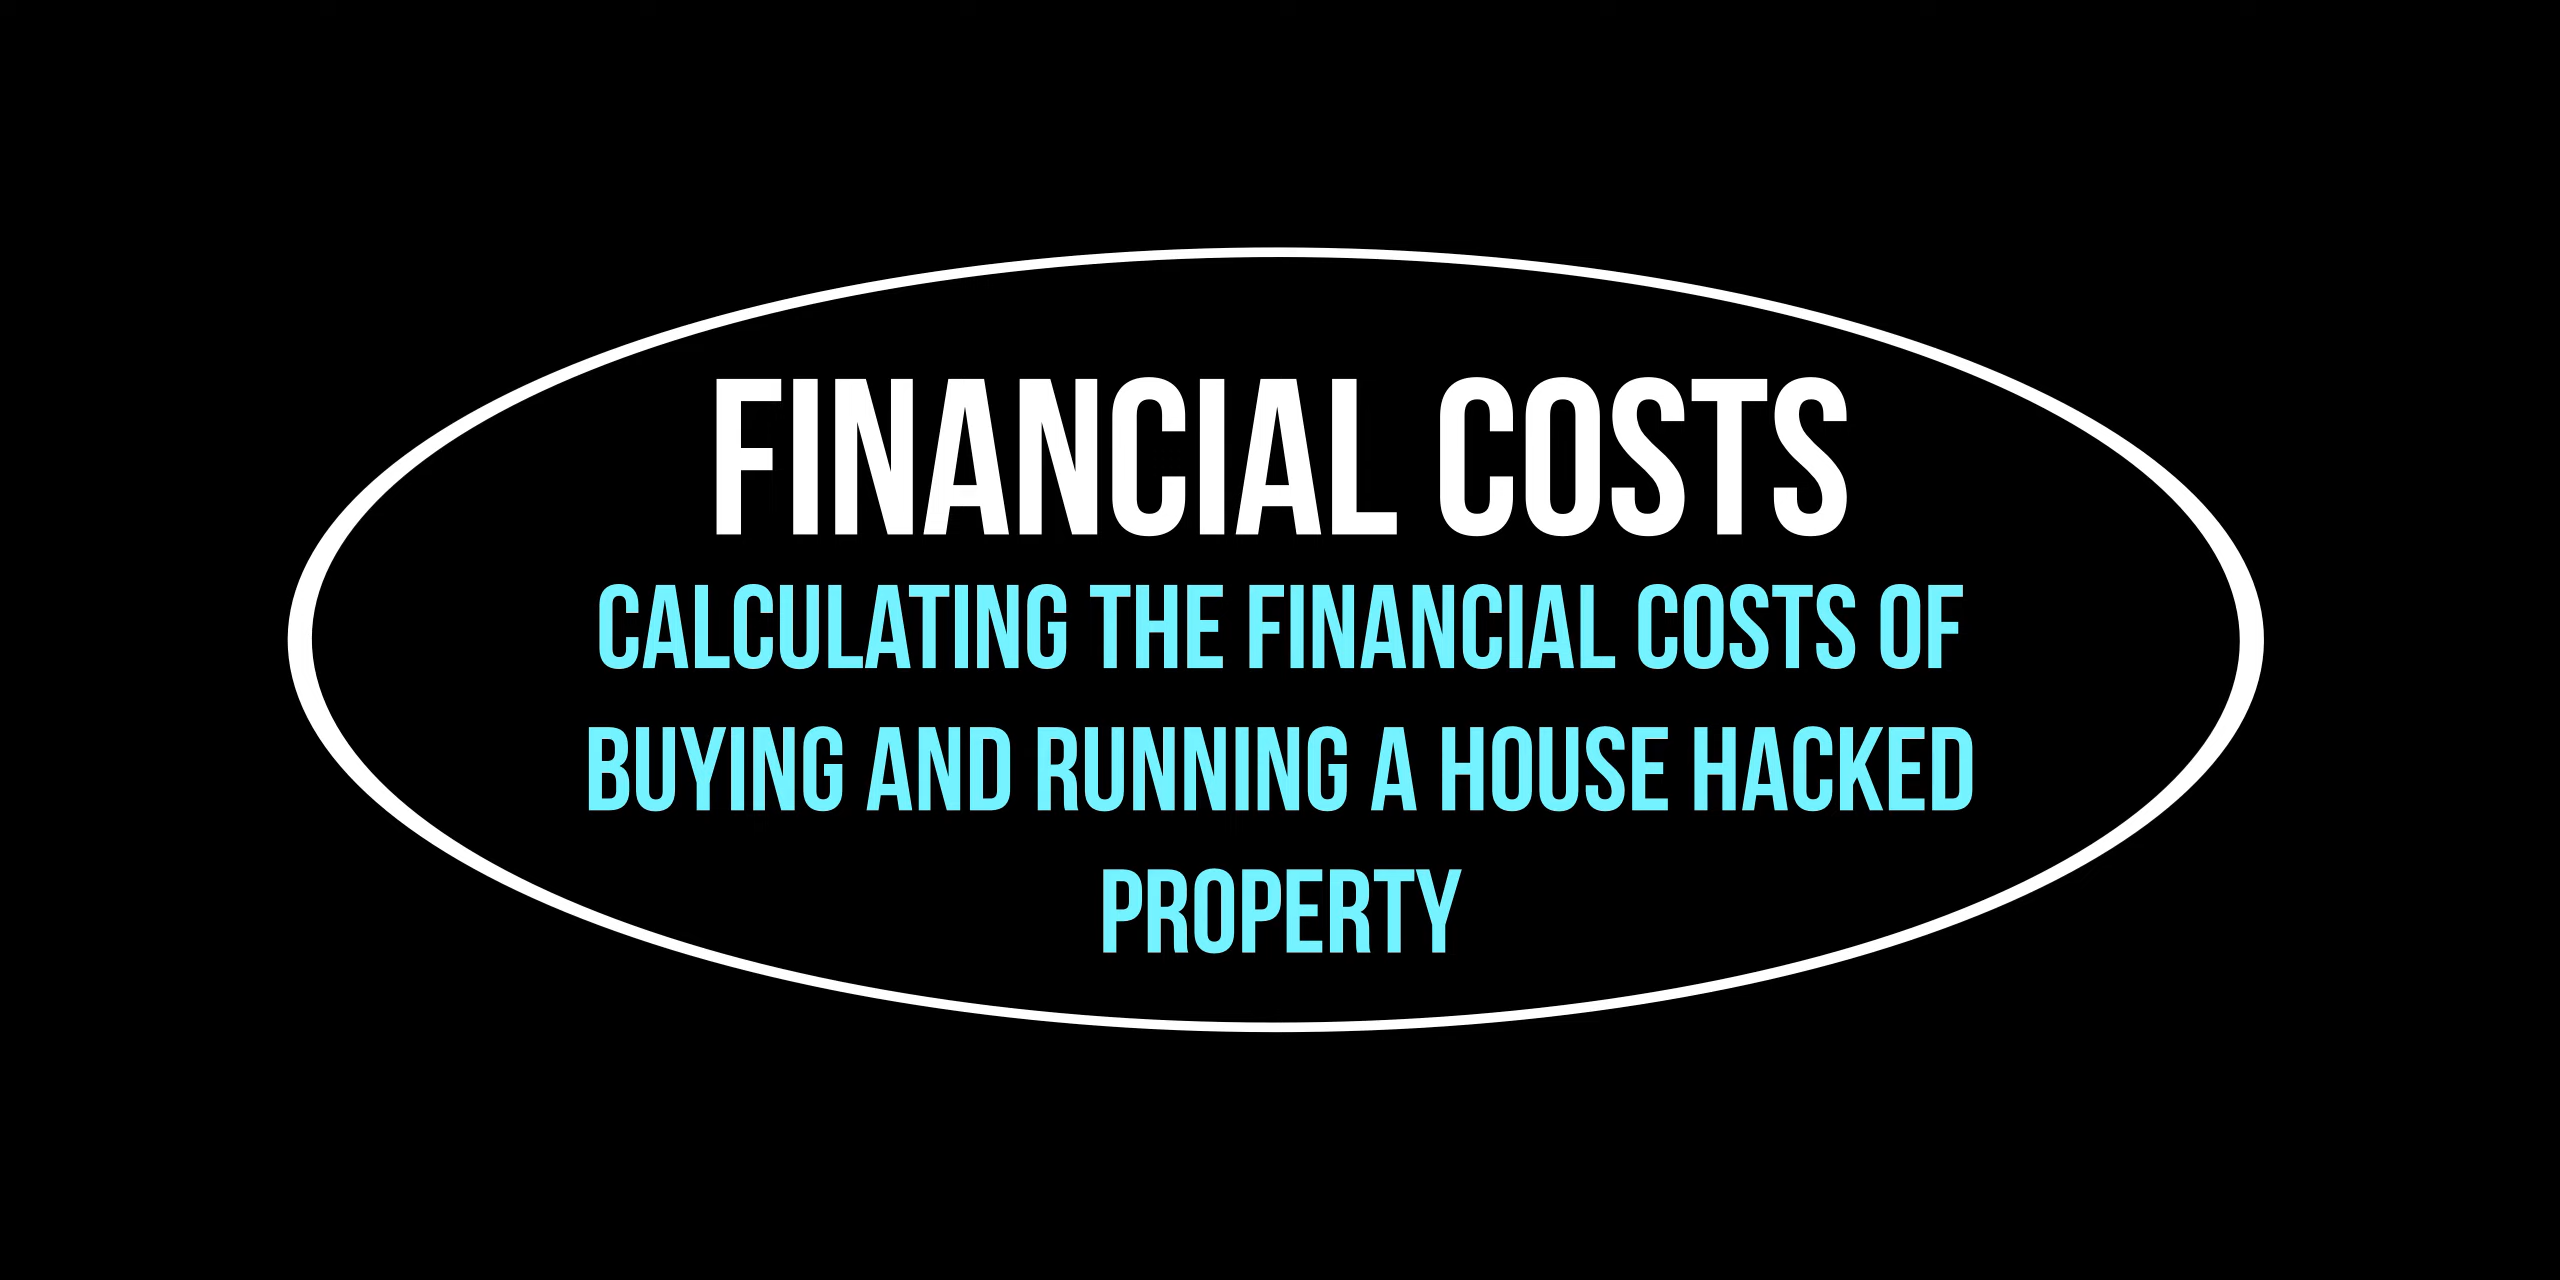 FINANCIAL COSTS
CALCULATING THE FINANCIAL COSTS OF
BUYING AND RUNNING A HOUSE HACKED
PROPERTY